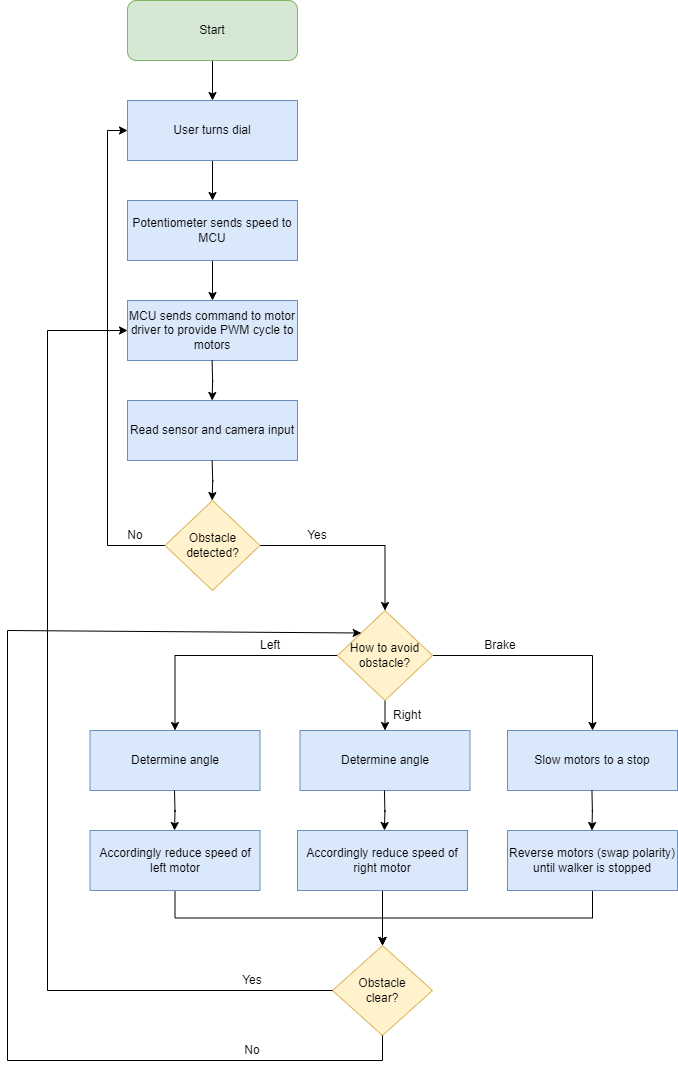 Start
User turns dial
Potentiometer sends speed to
MCU
MCU sends command to motor
driver to provide PWM cycle to
motors
Read sensor and camera input
No
Obstacle
detected?
Yes
Left
How to avoid
obstacle?
Brake
Right
Determine angle
Determine angle
Slow motors to a stop
Accordingly reduce speed of
left motor
Accordingly reduce speed of
right motor
Reverse motors (swap polarity)
until walker is stopped
Yes
Obstacle
clear?
No